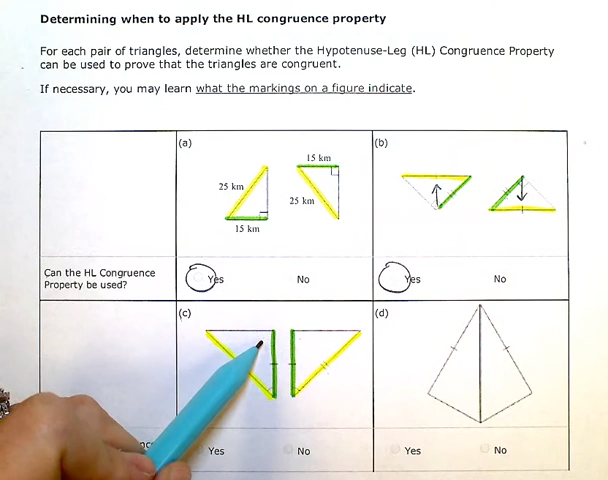 Determining when to apply the HL congruence property
For each pair of triangles, determine whether the Hypotenuse-Leg (HL) Congruence Property
can be used to prove that the triangles are congruent.
If necessary, you may learn what the markings on a figure indicate.
(a)
15 km
25 km
25 km
15 km
(b)
Can the HL Congruence
Property be used?
Yes
No
Yes
No
(c)
(d)
Yes
No
Yes
No